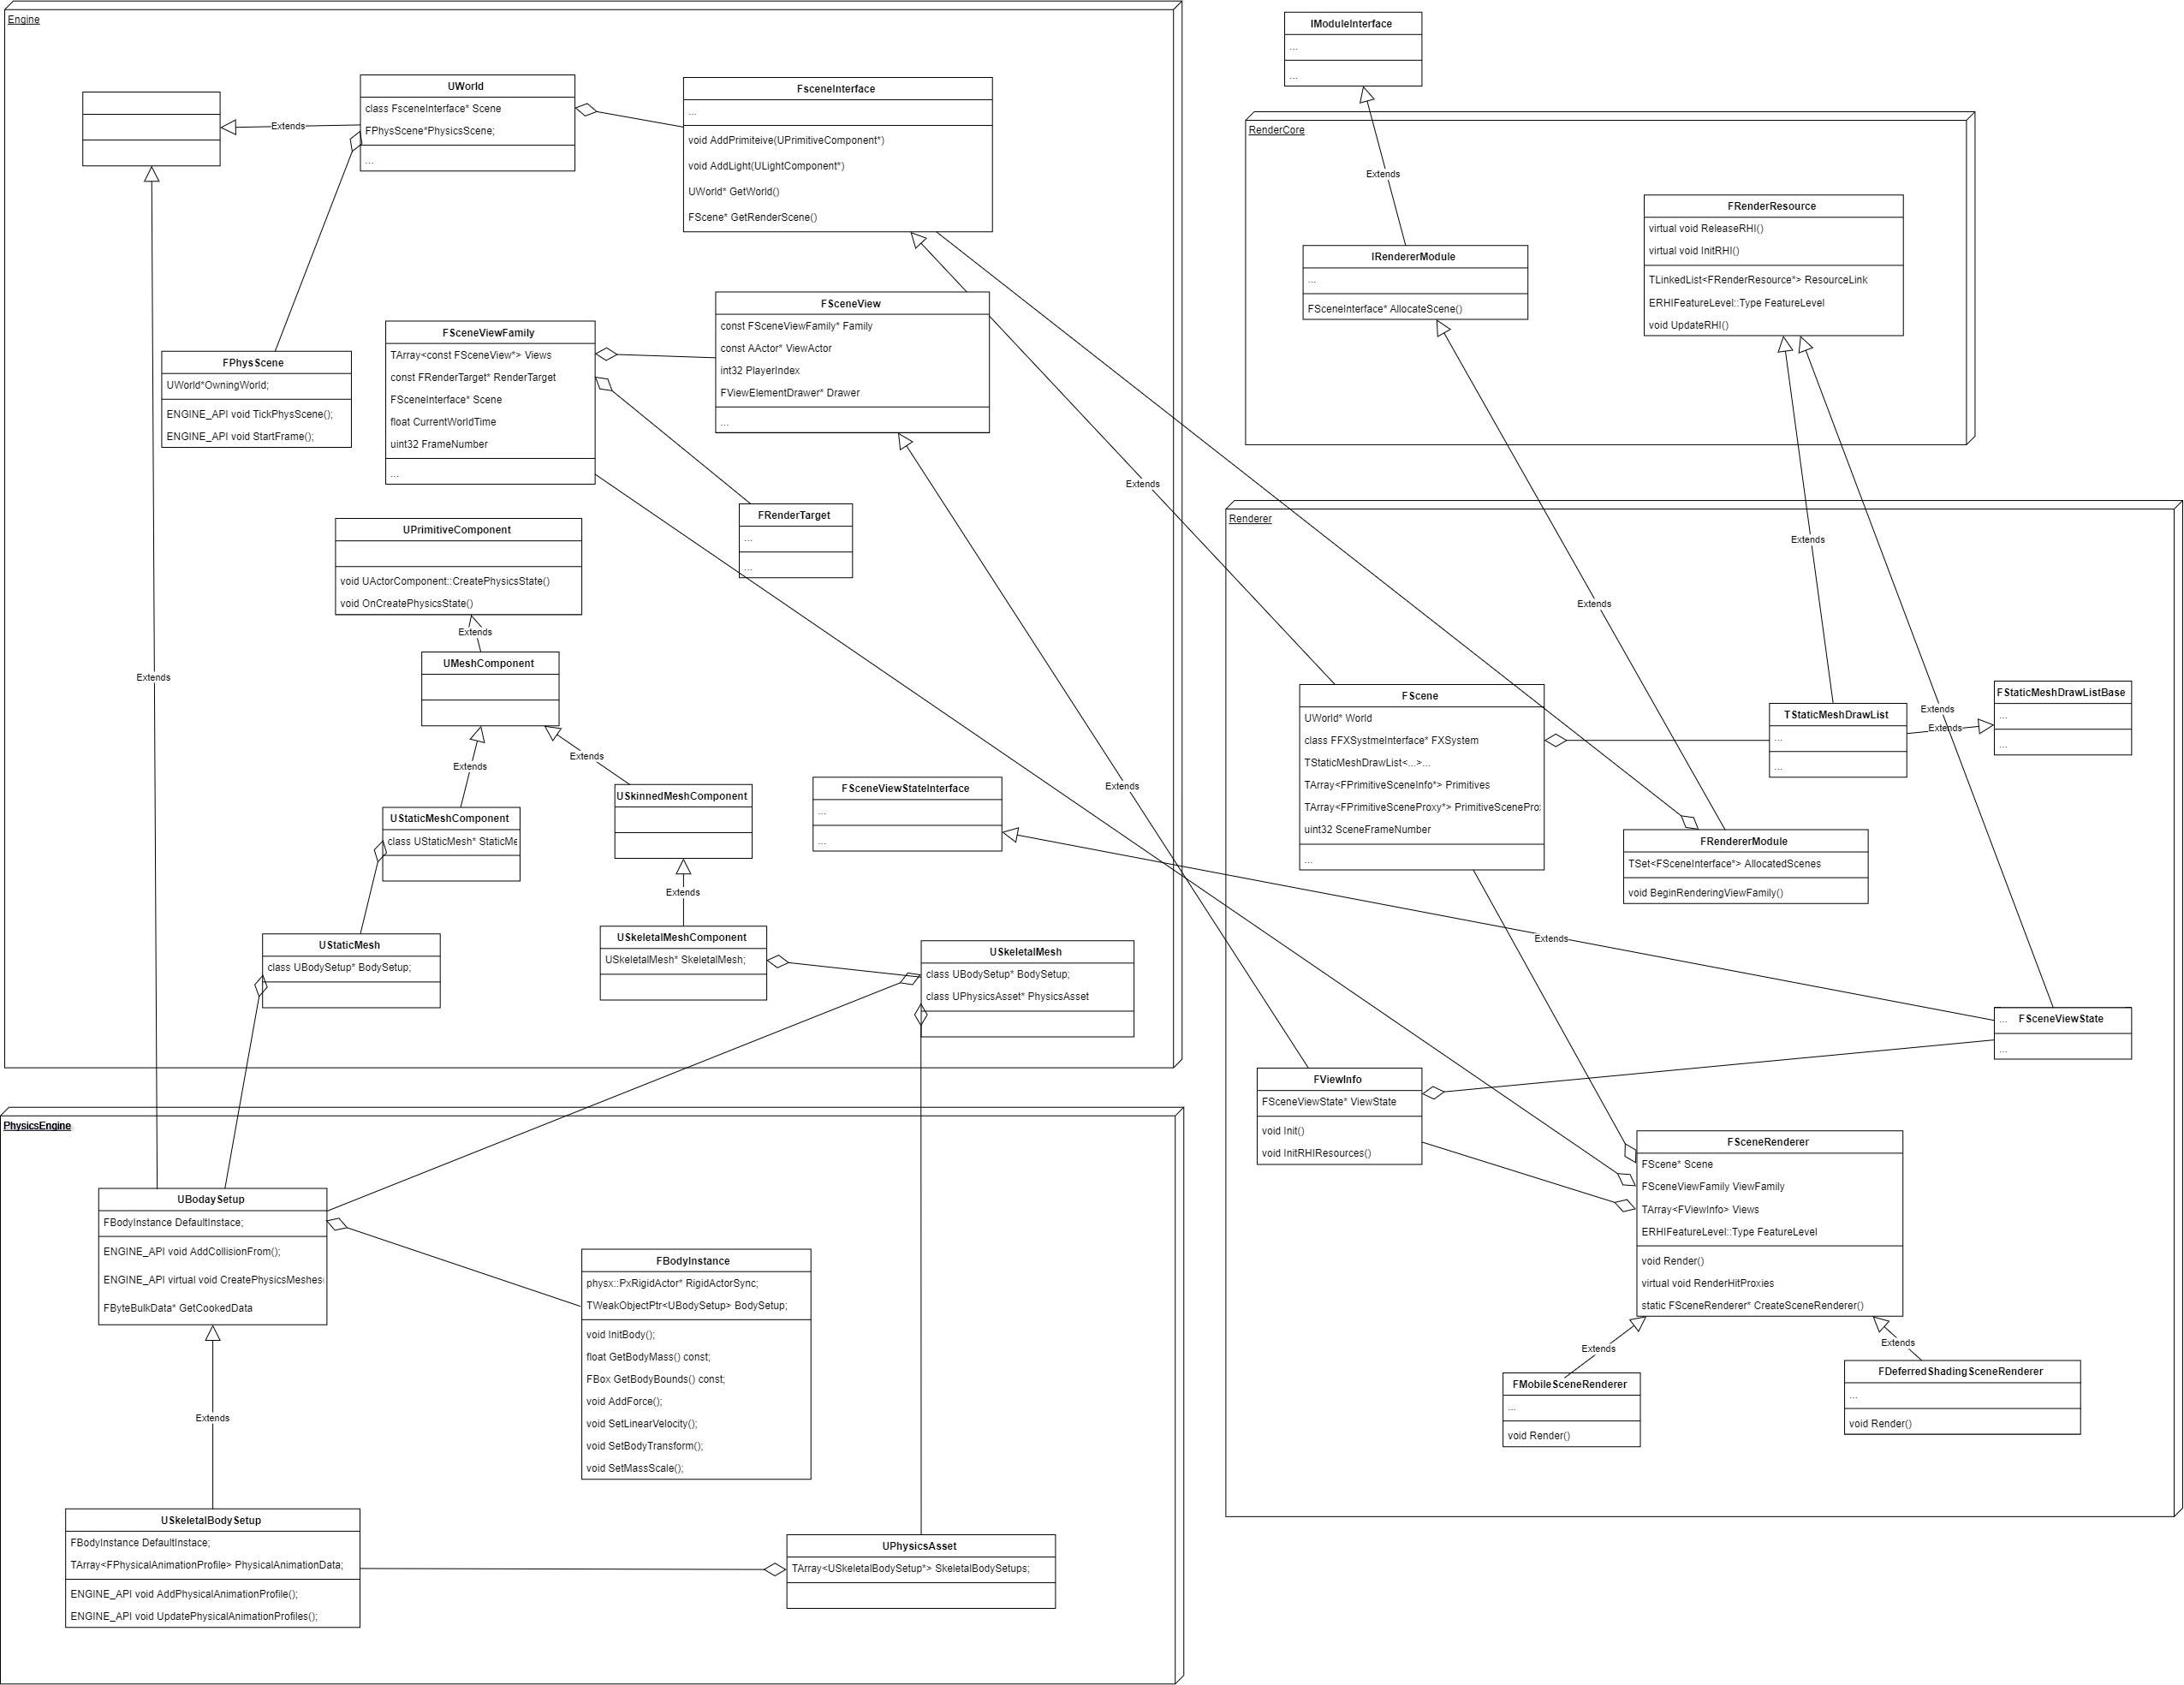 Engine
UWorld
class FsceneInterface* Scene
FPhysScene*PhysicsScene;
...
Extends
FsceneInterface
...
void AddPrimiteive(UPrimitiveComponent*)
void AddLight(ULightComponent*)
UWorld* GetWorld()
FScene* GetRenderScene()
FPhysScene
UWorld*OwningWorld;
ENGINE_API void TickPhysScene();
ENGINE_API void StartFrame();
FSceneViewFamily
TArray<const FSceneView*> Views
const FRenderTarget* RenderTarget
FSceneInterface* Scene
float CurrentWorldTime
uint32 FrameNumber
...
FSceneView
const FSceneViewFamily* Family
const AActor* ViewActor
int32 PlayerIndex
FViewElementDrawer* Drawer
...
FRenderTarget
...
...
UPrimitiveComponent
void UActorComponent::CreatePhysicsState()
void OnCreatePhysicsState()
Extends
UMeshComponent
Extends
Extends
Extends
UStaticMeshComponent
class UStaticMesh* StaticMe
USkinnedMeshComponent
Extends
FSceneViewStateInterface
...
...
UStaticMesh
class UBodySetup* BodySetup;
USkeletalMeshComponent
USkeletalMesh* SkeletalMesh;
USkeletalMesh
class UBodySetup* BodySetup;
class UPhysicsAsset* PhysicsAsset
PhysicsEngine
UBodaySetup
FBodyInstance DefaultInstace;
ENGINE_API void AddCollisionFrom();
ENGINE_API virtual void CreatePhysicsMeshes(
FByteBulkData* GetCookedData
Extends
FBodyInstance
physx::PxRigidActor* RigidActorSync;
TWeakObjectPtr<UBodySetup> BodySetup;
void InitBody();
float GetBodyMass() const;
FBox GetBodyBounds() const;
void AddForce();
void SetLinearVelocity();
void SetBodyTransform();
void SetMassScale();
USkeletalBodySetup
FBodyInstance DefaultInstace;
TArray<FPhysicalAnimationProfile> PhysicalAnimationData;
ENGINE_API void AddPhysicalAnimationProfile();
ENGINE_API void UpdatePhysicalAnimationProfiles();
UPhysicsAsset
TArray<USkeletalBodySetup*> SkeletalBodySetups;
IModuleInterface
...
...
Extends
RenderCore
IRendererModule
...
FSceneInterface* AllocateScene()
FRenderResource
virtual void ReleaseRHI()
virtual void InitRHI()
TLinkedList<FRenderResource*> ResourceLink
ERHIFeatureLevel::Type FeatureLevel
void UpdateRHI()
Extends
Renderer
Extends
Extends
Extends
Extends
Extends
FScene
UWorld* World
class FFXSystmeInterface* FXSystem
TStaticMeshDrawList<...>...
TArray<FPrimitiveSceneInfo*> Primitives
TArray<FPrimitiveSceneProxy*> PrimitiveScenePro:
uint32 SceneFrameNumber
...
TStaticMeshDrawList
...
...
FStaticMeshDrawListBase
...
...
Extends
FRendererModule
TSet<FSceneInterface*> AllocatedScenes
void BeginRenderingViewFamily()
Extends
FSceneViewState
...
...
FViewInfo
FSceneViewState* ViewState
void Init()
void InitRHIResources()
FSceneRenderer
FScene* Scene
FSceneViewFamily ViewFamily
TArray<FViewInfo> Views
ERHIFeatureLevel::Type FeatureLevel
void Render()
virtual void RenderHitProxies
static FSceneRenderer* CreateSceneRenderer()
Extends
Extends
FMobileSceneRenderer
...
void Render()
FDeferredShadingSceneRenderer
...
void Render()